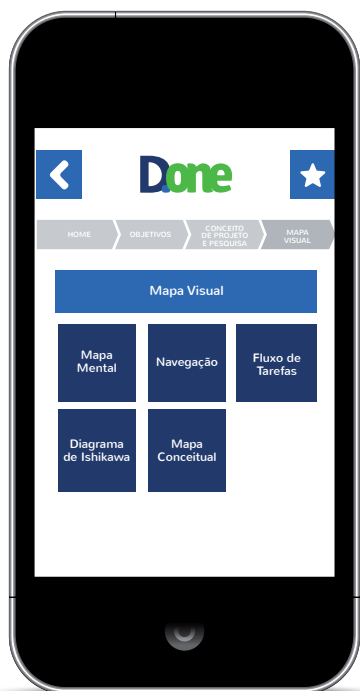 D.one
HOME
OBJETIVOS
CONCEITO
DE PROJETO
E PESQUISA
MAPA
VISUAL
Mapa Visual
Mapa
Mental
Navegação
Fluxo de
Tarefas
Diagrama
de Ishikawa
Mapa
Conceitual